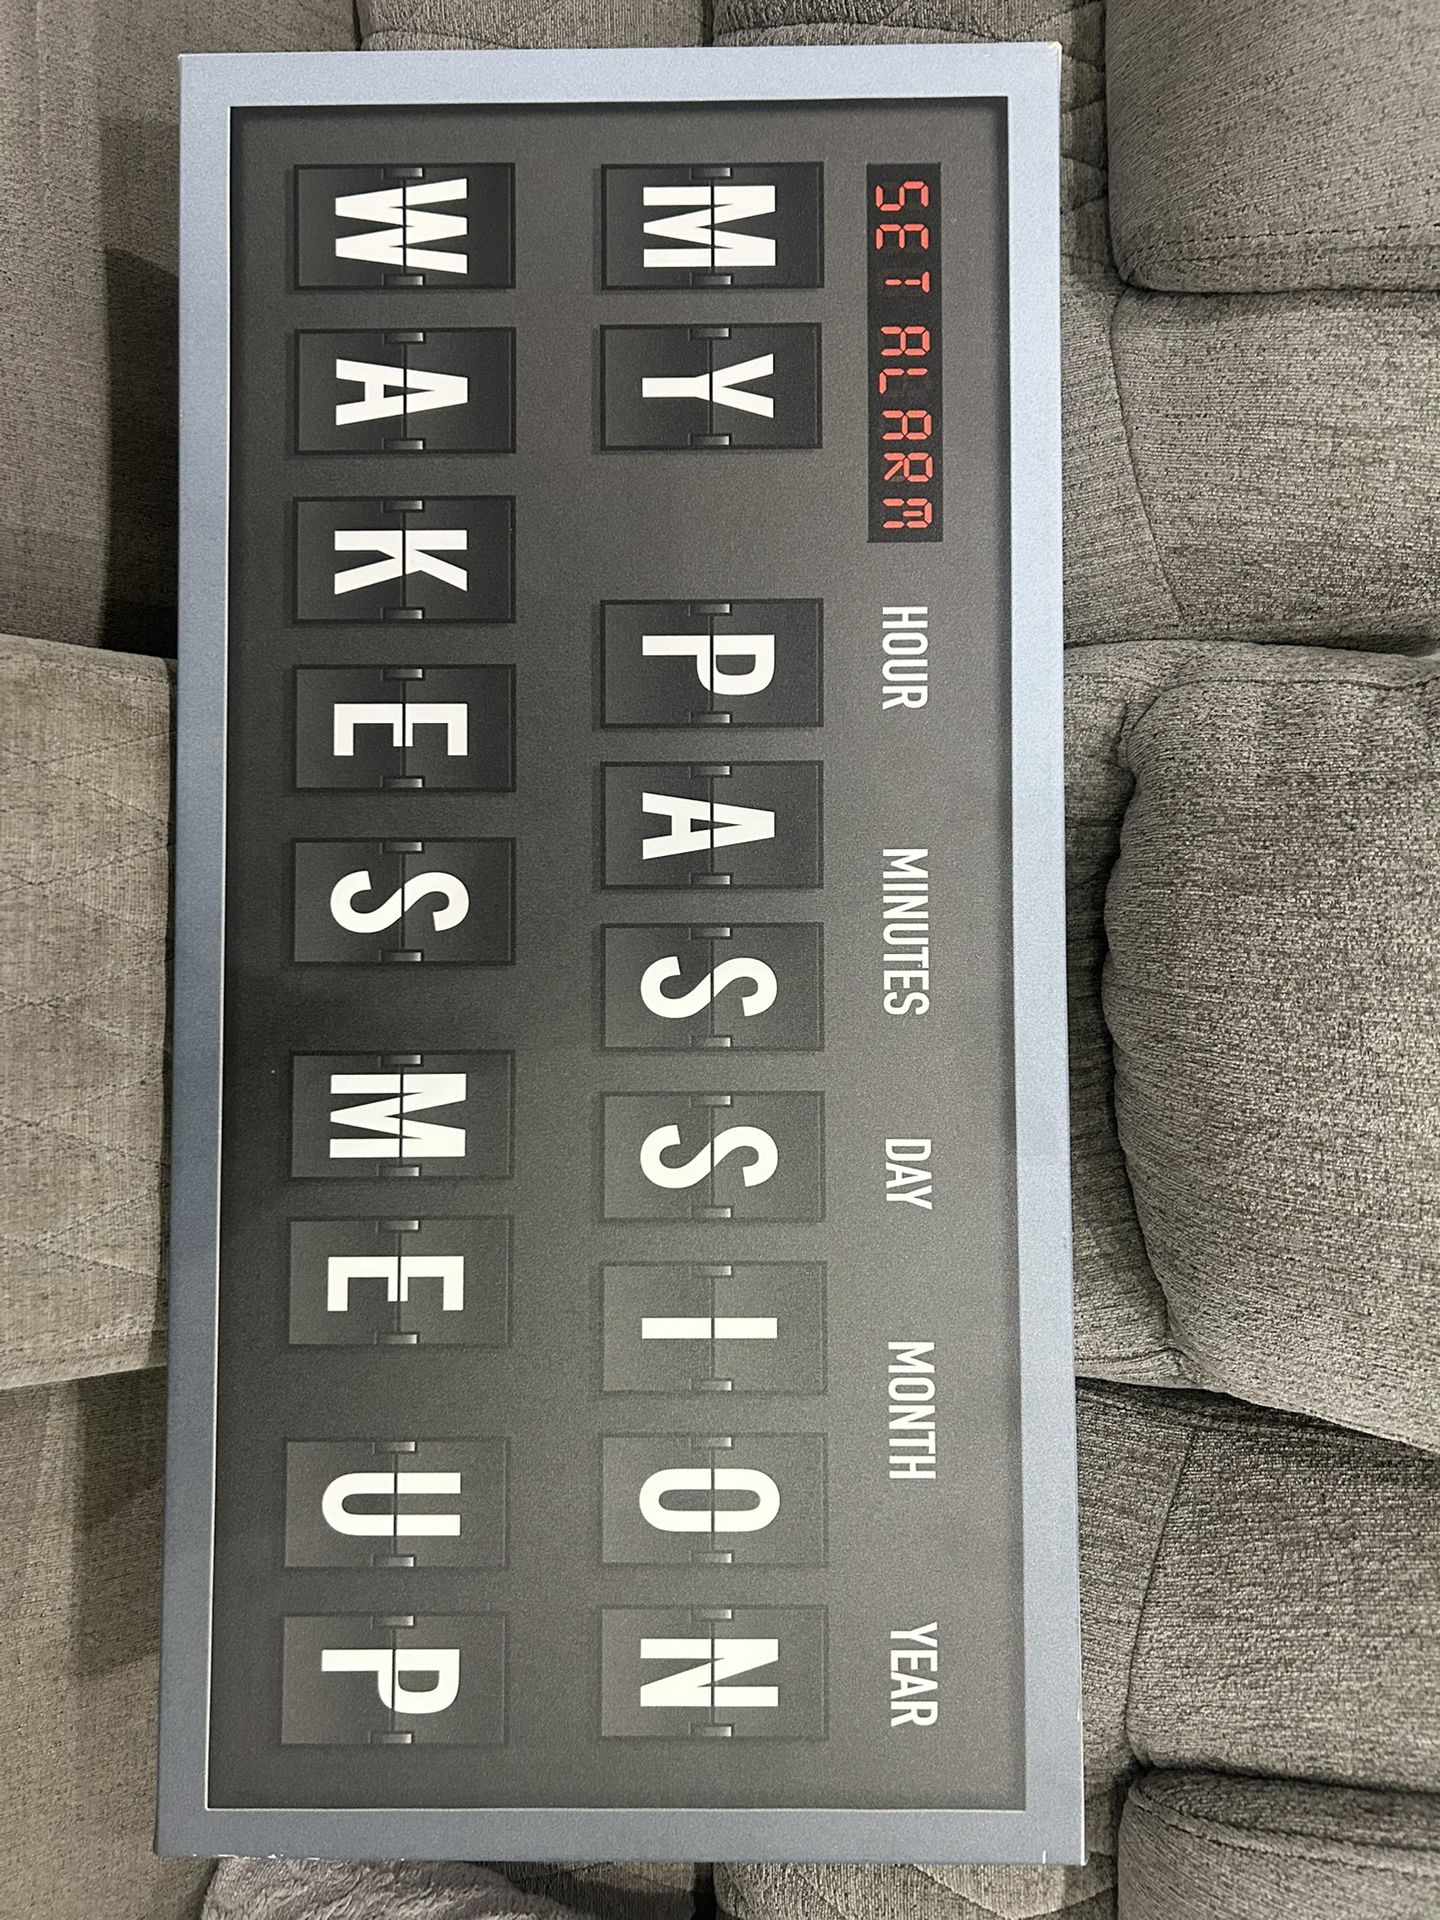 SET ALARM HOUR MINUTES DAY MONTH YEAR
MY PASSION
WAKES ME UP